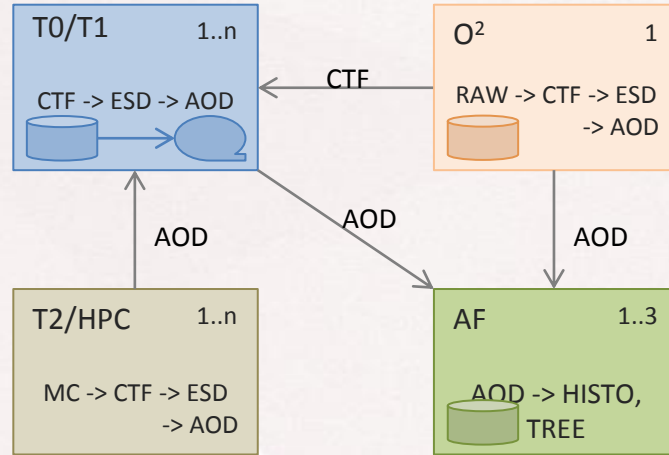 T0/T1 1..n
CTF -> ESD -> AOD
CTF
O² 1
RAW -> CTF -> ESD
-> AOD
AOD
AOD
AOD
T2/HPC 1..n
MC -> CTF -> ESD
-> AOD
AF 1..3
AOD -> HISTO,
TREE